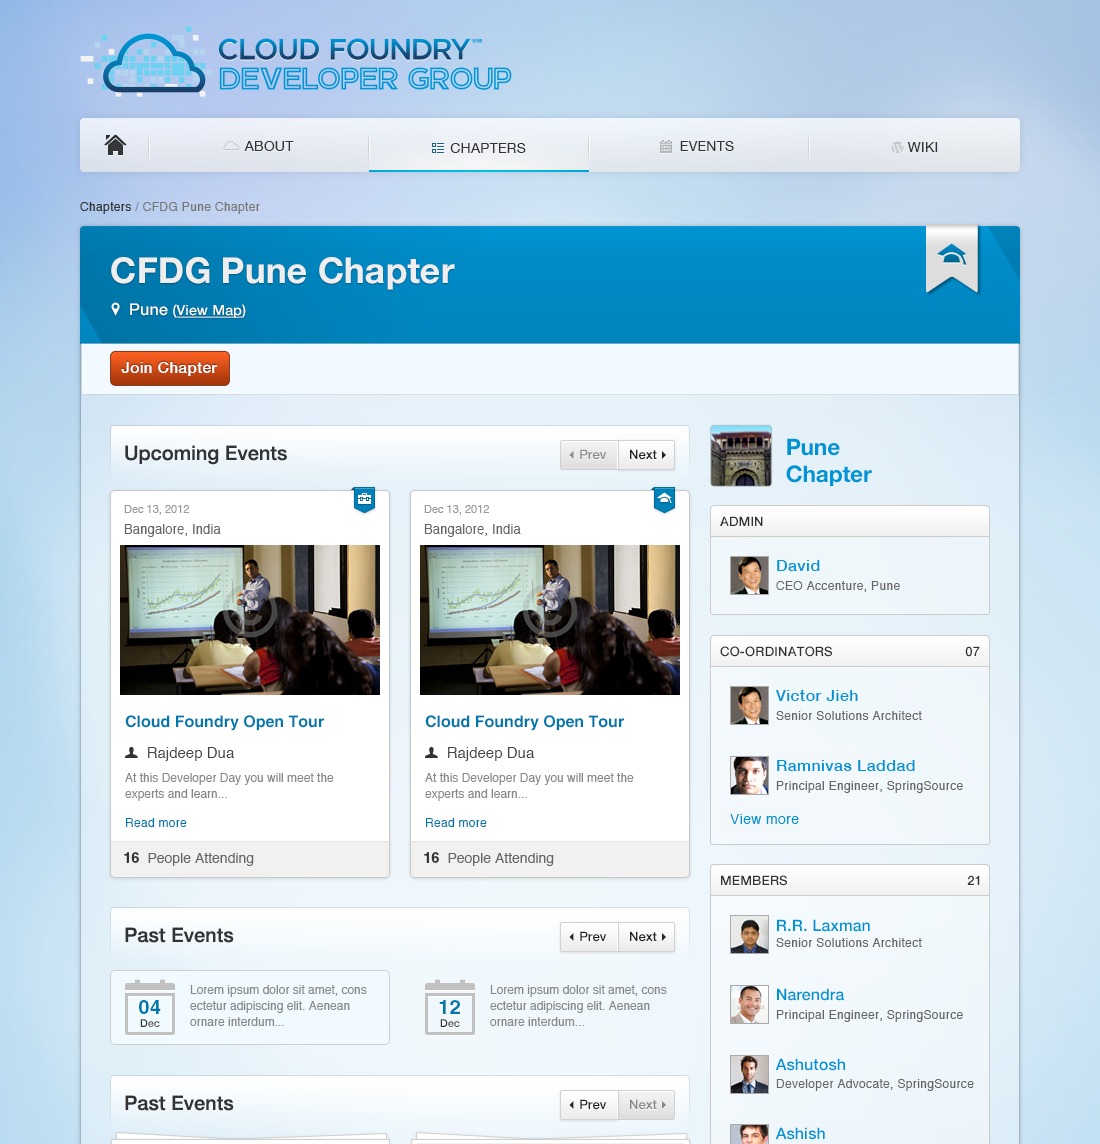 CLOUD FOUNDRY™
DEVELOPER GROUP
ABOUT
CHAPTERS
EVENTS
WIKI
Chapters / CFDG Pune Chapter
CFDG Pune Chapter
Pune (View Map)
Join Chapter
Upcoming Events
Prev
Next
Dec 13, 2012
Bangalore, India
Cloud Foundry Open Tour
Rajdeep Dua
At this Developer Day you will meet the
experts and learn...
Read more
16 People Attending
Dec 13, 2012
Bangalore, India
Cloud Foundry Open Tour
Rajdeep Dua
At this Developer Day you will meet the
experts and learn...
Read more
16 People Attending
Past Events
Prev
Next
04
Dec
Lorem ipsum dolor sit amet, cons
ectetur adipiscing elit. Aenean
ornare interdum...
12
Dec
Lorem ipsum dolor sit amet, cons
ectetur adipiscing elit. Aenean
ornare interdum...
Past Events
Prev
Next
Pune
Chapter
ADMIN
David
CEO Accenture, Pune
CO-ORDINATORS 07
Victor Jieh
Senior Solutions Architect
Ramnivas Laddad
Principal Engineer, SpringSource
View more
MEMBERS 21
R.R. Laxman
Senior Solutions Architect
Narendra
Principal Engineer, SpringSource
Ashutosh
Developer Advocate, SpringSource
Ashish